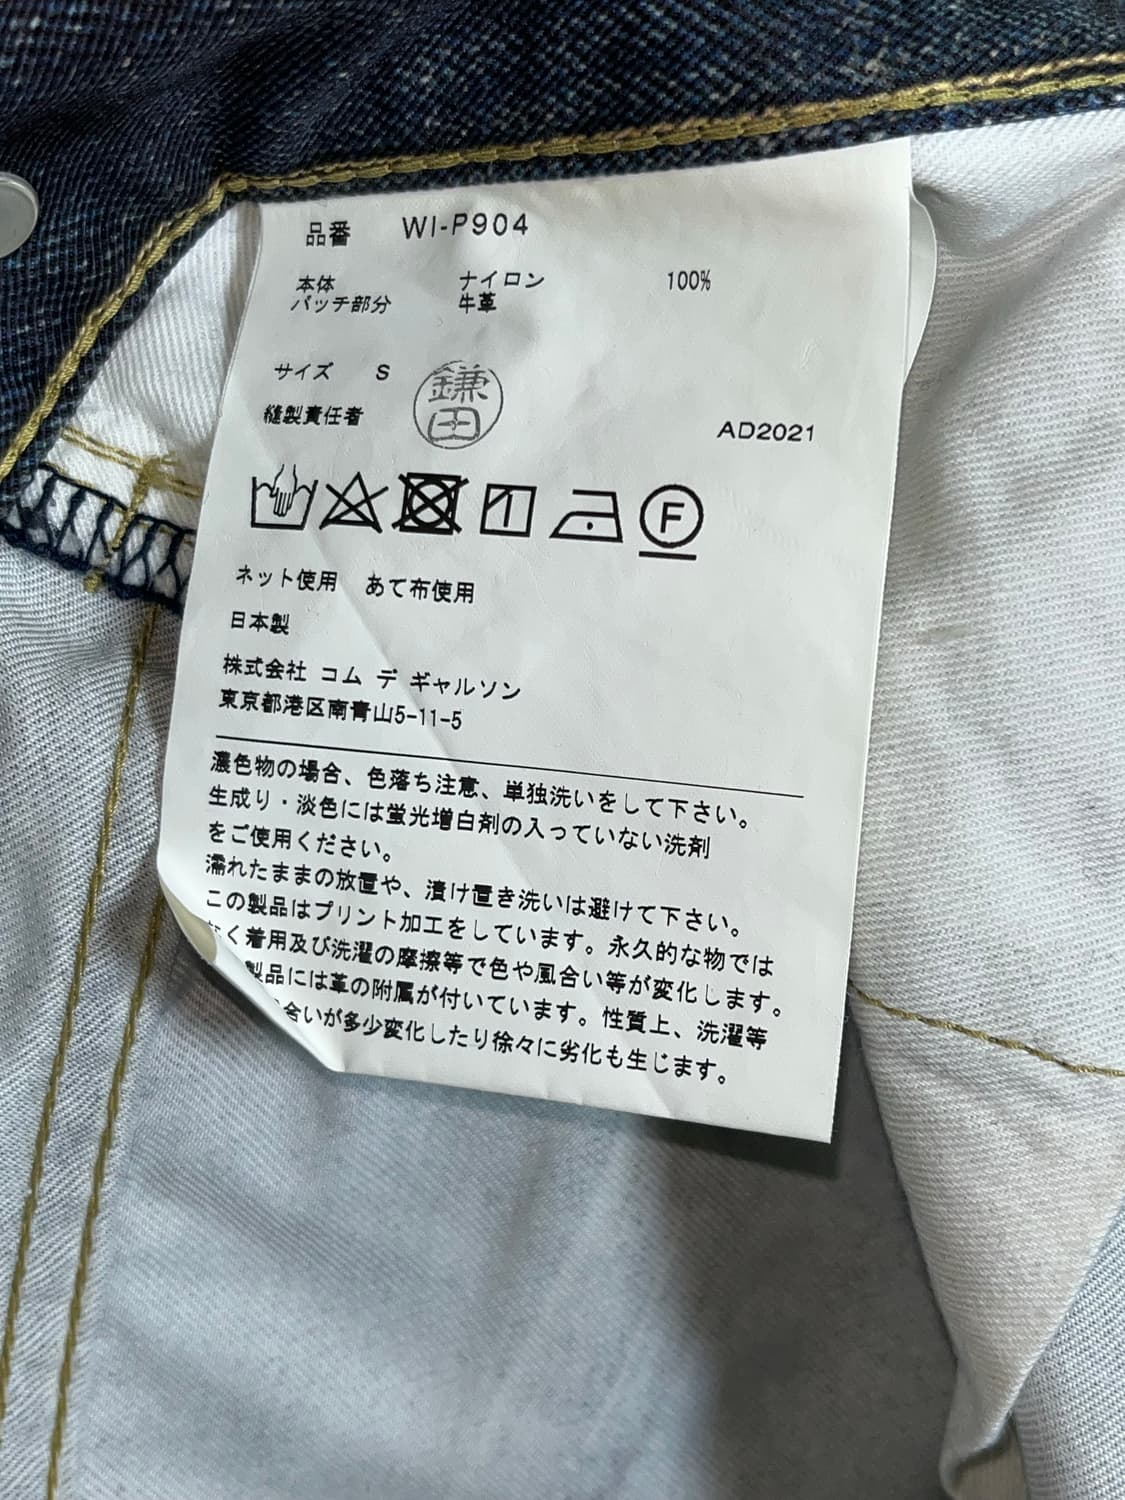 品番 WI-P904
本体 ナイロン 100%
パッチ部分 牛革
サイズ S
縫製責任者 鎌田
AD2021
F
ネット使用 あて布使用
日本製
株式会社 コム デ ギャルソン
東京都港区南青山5-11-5
濃色物の場合、色落ち注意、単独洗いをして下さい。
生成り・淡色には蛍光増白剤の入っていない洗剤
をご使用ください。
濡れたままの放置や、漬け置き洗いは避けて下さい。
この製品はプリント加工をしています。永久的な物では
く着用及び洗濯の摩擦等で色や風合い等が変化します。
製品には革の附属が付いています。性質上、洗濯等
合いが多少変化したり徐々に劣化も生じます。